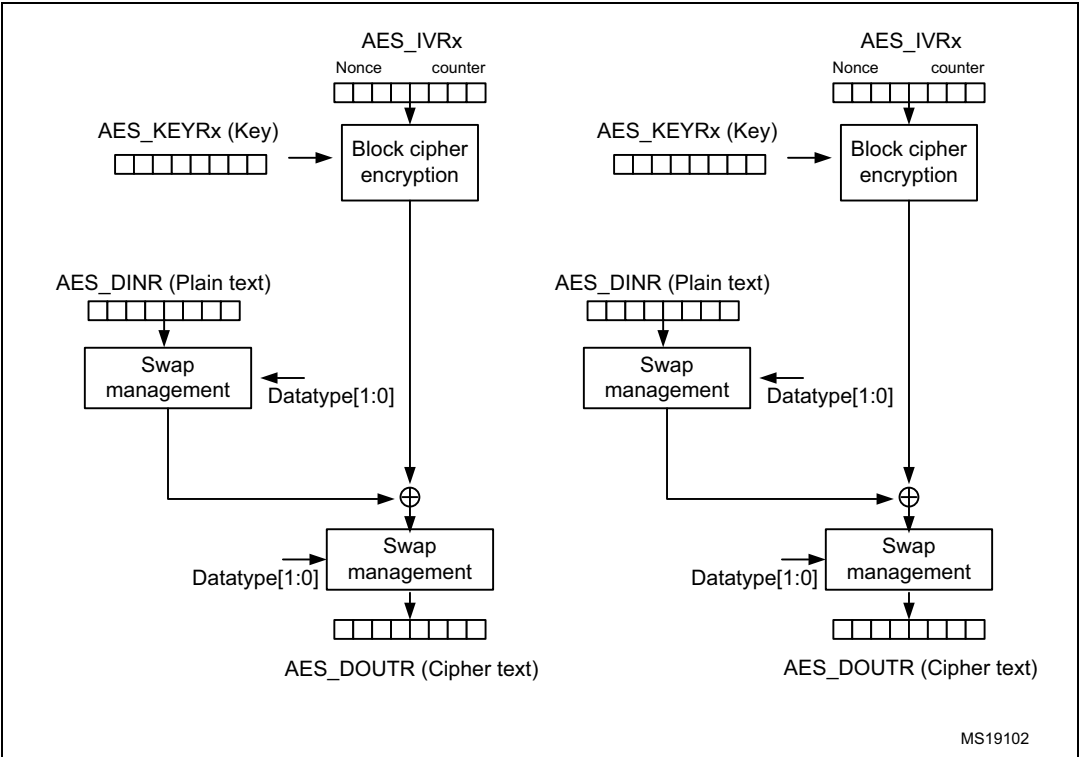 AES_IVRx
Nonce counter
AES_KEYRx (Key)
Block cipher
encryption
AES_DINR (Plain text)
Swap
management
Datatype[1:0]
Swap
management
Datatype[1:0]
AES_DOUTR (Cipher text)
AES_IVRx
Nonce counter
AES_KEYRx (Key)
Block cipher
encryption
AES_DINR (Plain text)
Swap
management
Datatype[1:0]
Swap
management
Datatype[1:0]
AES_DOUTR (Cipher text)
MS19102